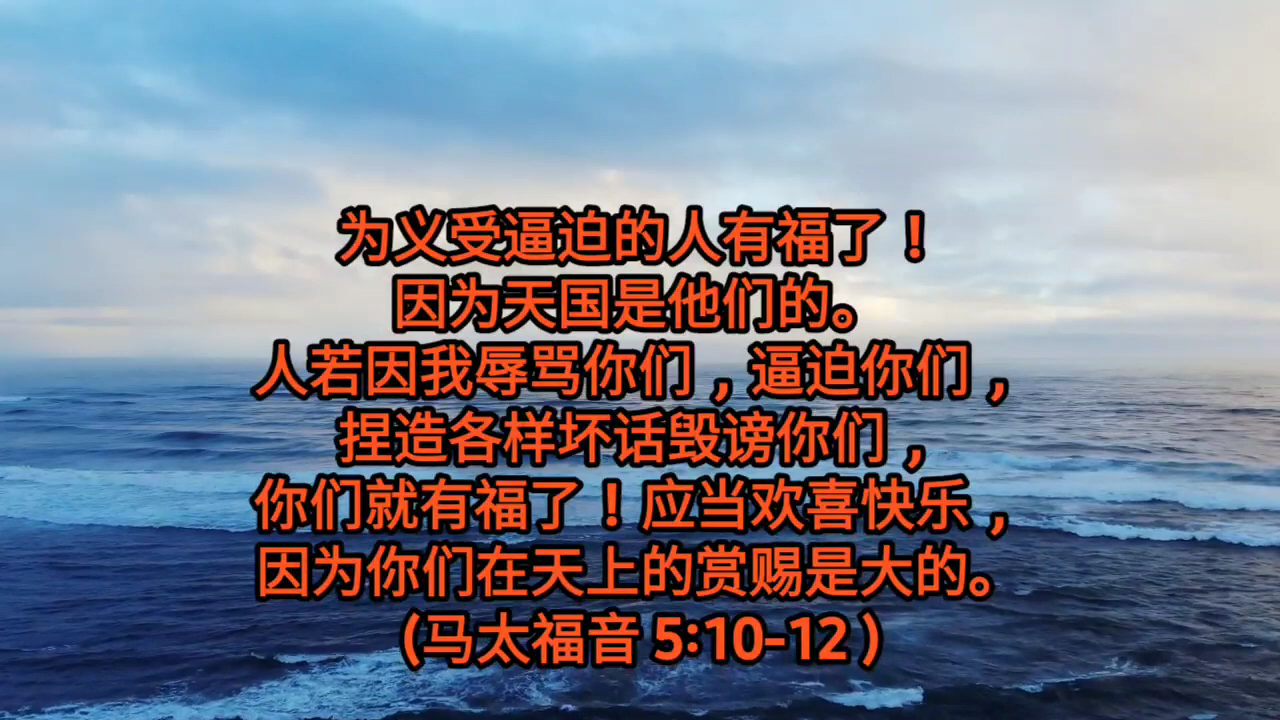 为义受逼迫的人有福了！
因为天国是他们的。
人若因我辱骂你们，逼迫你们，
捏造各样坏话毁谤你们，
你们就有福了！应当欢喜快乐，
因为你们在天上的赏赐是大的。
(马太福音 5:10-12）